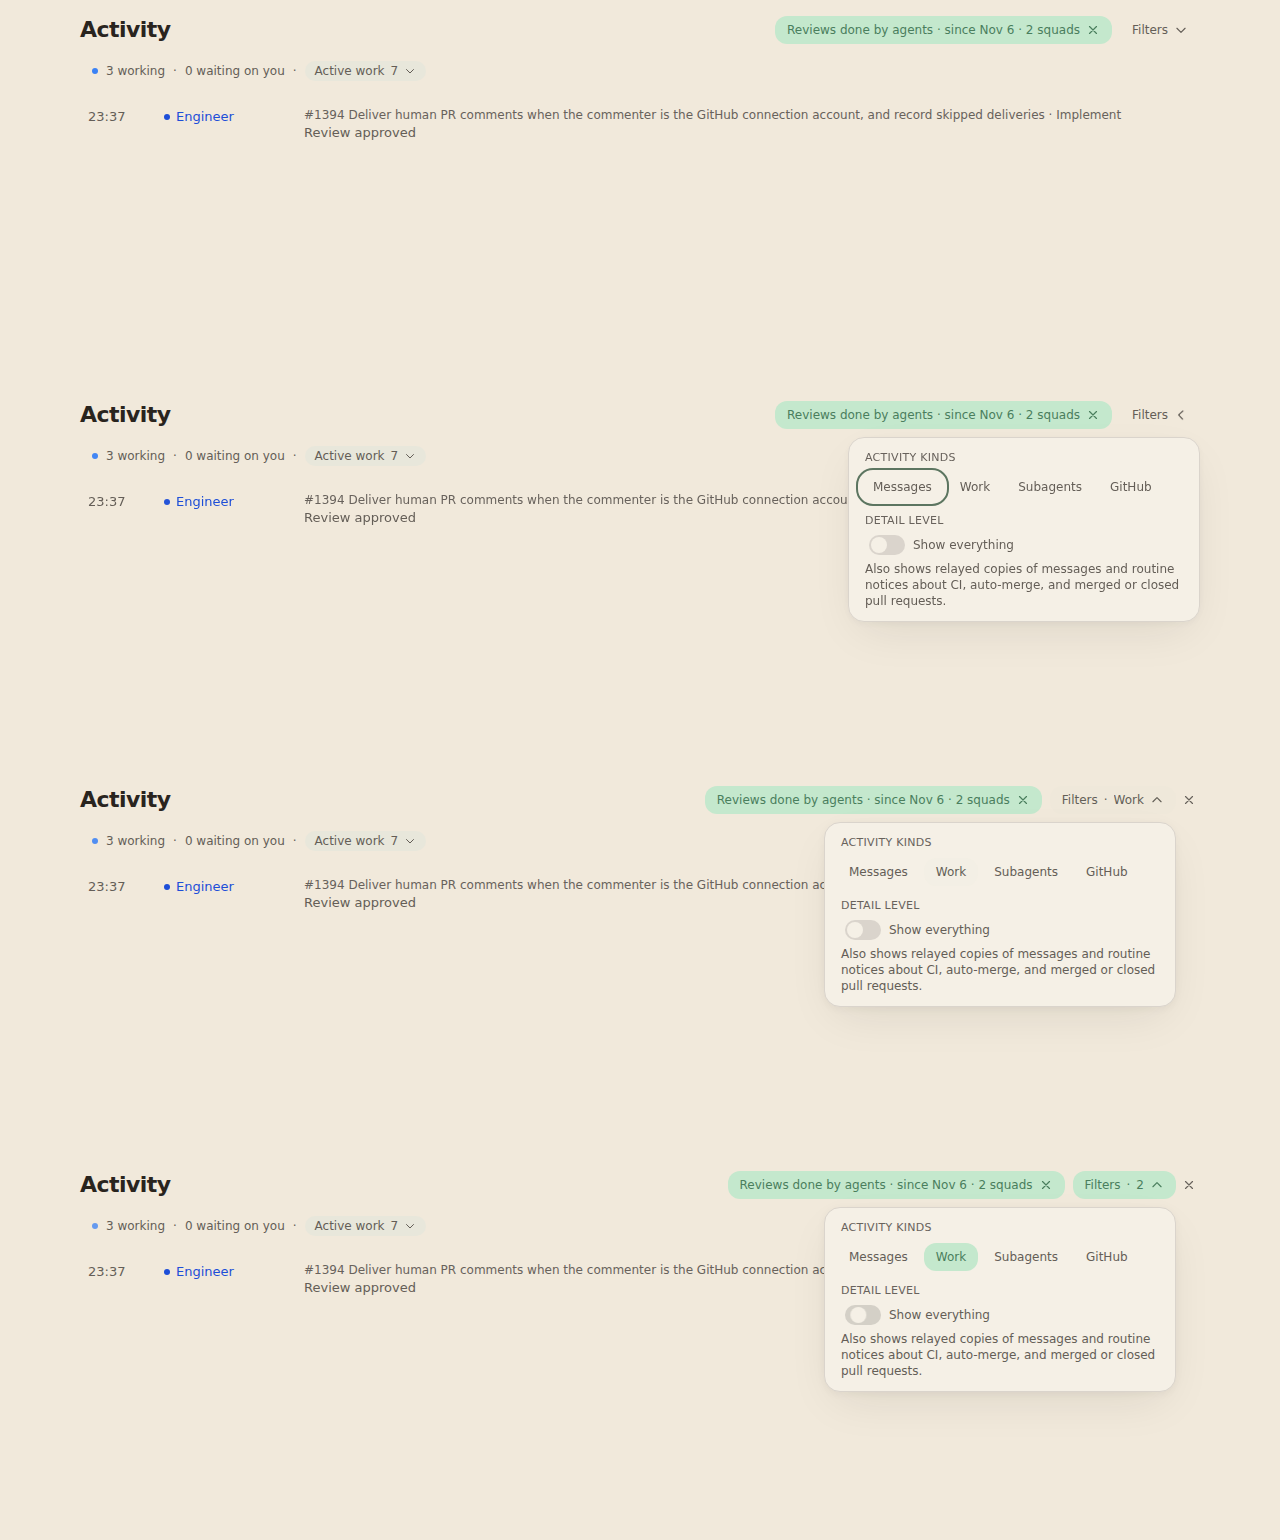 Activity
Reviews done by agents · since Nov 6 · 2 squads
Filters
3 working · 0 waiting on you · Active work 7
23:37
Engineer
#1394 Deliver human PR comments when the commenter is the GitHub connection account, and record skipped deliveries · Implement
Review approved
Activity
Reviews done by agents · since Nov 6 · 2 squads
Filters
3 working · 0 waiting on you · Active work 7
23:37
Engineer
#1394 Deliver human PR comments when the commenter is the GitHub connection accou
Review approved
ACTIVITY KINDS
Messages Work Subagents GitHub
DETAIL LEVEL
Show everything
Also shows relayed copies of messages and routine
notices about CI, auto-merge, and merged or closed
pull requests.
Activity
Reviews done by agents · since Nov 6 · 2 squads
Filters · Work
3 working · 0 waiting on you · Active work 7
23:37
Engineer
#1394 Deliver human PR comments when the commenter is the GitHub connection ac
Review approved
ACTIVITY KINDS
Messages Work Subagents GitHub
DETAIL LEVEL
Show everything
Also shows relayed copies of messages and routine
notices about CI, auto-merge, and merged or closed
pull requests.
Activity
Reviews done by agents · since Nov 6 · 2 squads
Filters · 2
3 working · 0 waiting on you · Active work 7
23:37
Engineer
#1394 Deliver human PR comments when the commenter is the GitHub connection ac
Review approved
ACTIVITY KINDS
Messages Work Subagents GitHub
DETAIL LEVEL
Show everything
Also shows relayed copies of messages and routine
notices about CI, auto-merge, and merged or closed
pull requests.